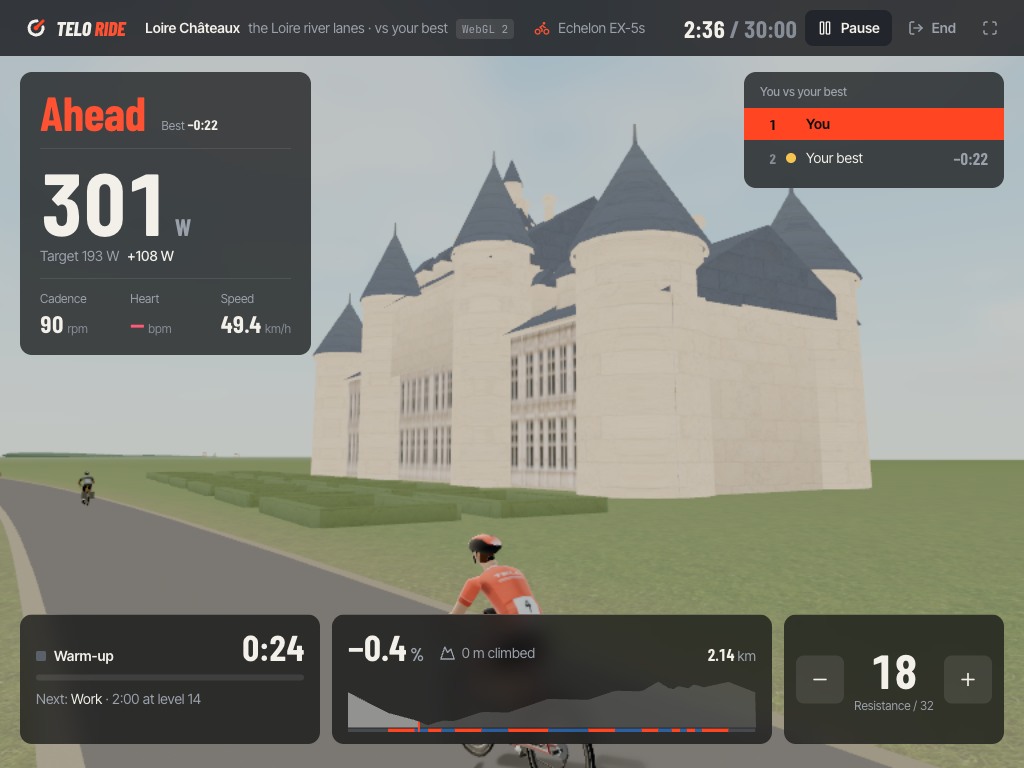 TELO RIDE Loire Châteaux the Loire river lanes · vs your best WebGL 2 Echelon EX-5s 2:36 / 30:00 Pause End
Ahead Best −0:22
301 W
Target 193 W +108 W
Cadence Heart Speed
90 rpm — bpm 49.4 km/h
You vs your best
1 You
2 Your best −0:22
4
Warm-up 0:24
Next: Work · 2:00 at level 14
−0.4 % 0 m climbed 2.14 km
− 18 +
Resistance / 32